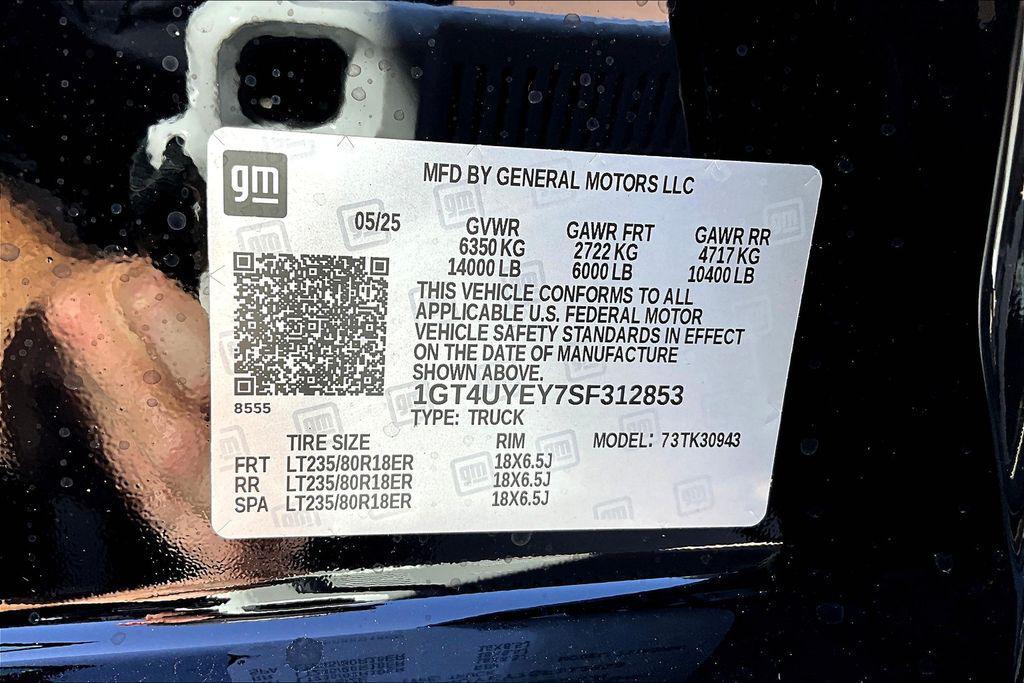 gm
MFD BY GENERAL MOTORS LLC
05/25
GVWR
6350 KG
14000 LB
GAWR FRT
2722 KG
6000 LB
GAWR RR
4717 KG
10400 LB
THIS VEHICLE CONFORMS TO ALL
APPLICABLE U.S. FEDERAL MOTOR
VEHICLE SAFETY STANDARDS IN EFFECT
ON THE DATE OF MANUFACTURE
SHOWN ABOVE.
1GT4UYEY7SF312853
TYPE: TRUCK
8555
TIRE SIZE RIM MODEL: 73TK30943
FRT LT235/80R18ER 18X6.5J
RR LT235/80R18ER 18X6.5J
SPA LT235/80R18ER 18X6.5J